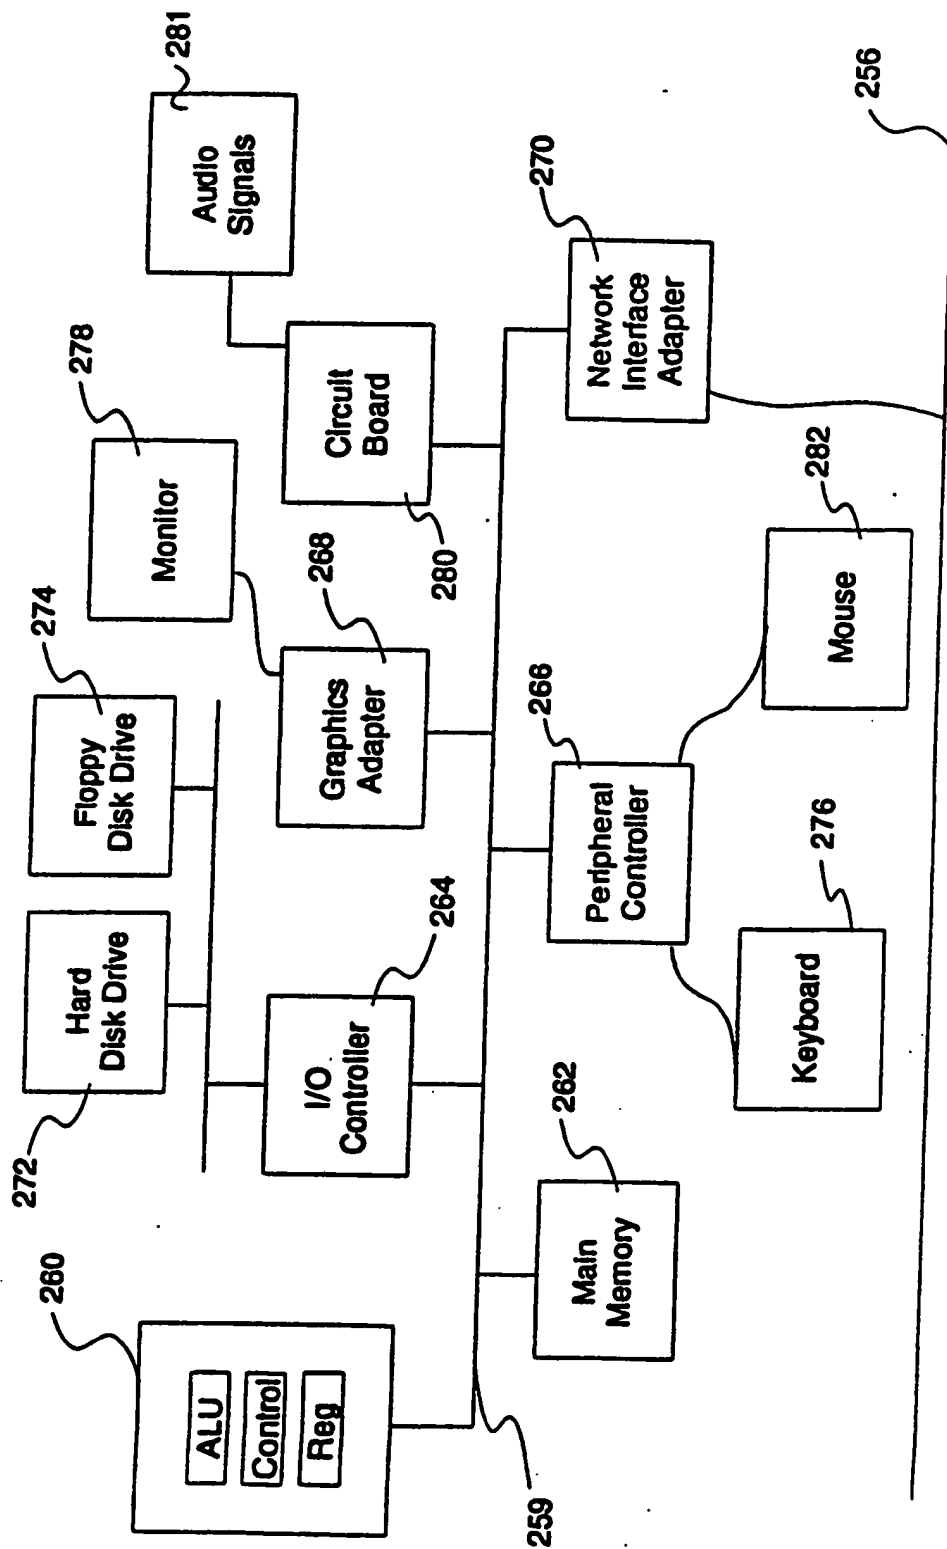 260
ALU
Control
Reg
259
272
Hard
Disk Drive
274
Floppy
Disk Drive
278
Monitor
281
Audio
Signals
I/O
Controller
264
Graphics
Adapter
268
Circuit
Board
280
Main
Memory
262
Peripheral
Controller
266
Network
Interface
Adapter
270
Keyboard
276
Mouse
282
256